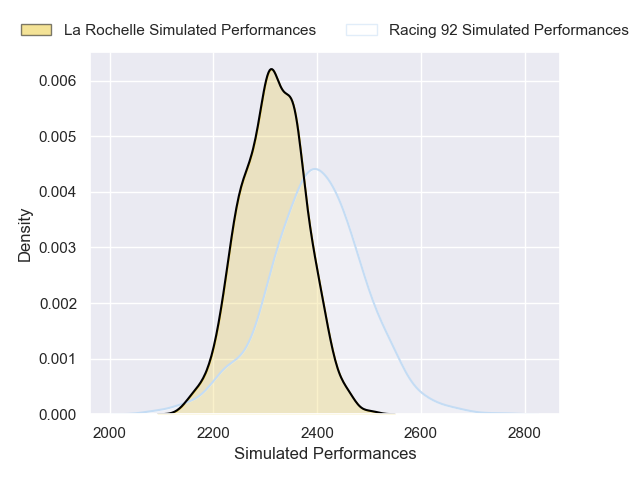 La Rochelle Simulated Performances
Racing 92 Simulated Performances
0.006
0.005
0.004
0.003
0.002
0.001
0.000
Density
2000 2200 2400 2600 2800
Simulated Performances